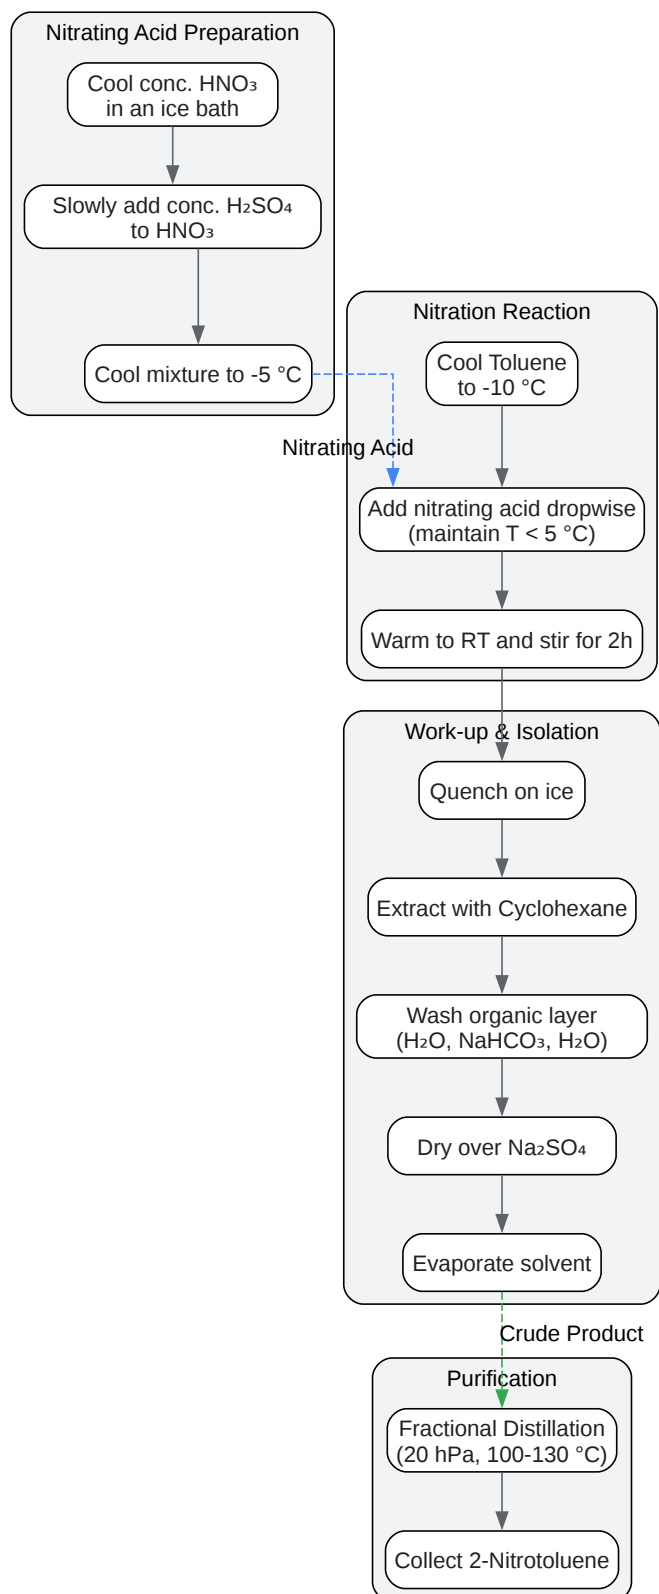 Nitrating Acid Preparation
Cool conc. HNO₃
in an ice bath
Slowly add conc. H₂SO₄
to HNO₃
Cool mixture to -5 °C
Nitrating Acid
Nitration Reaction
Cool Toluene
to -10 °C
Add nitrating acid dropwise
(maintain T < 5 °C)
Warm to RT and stir for 2h
Work-up & Isolation
Quench on ice
Extract with Cyclohexane
Wash organic layer
(H₂O, NaHCO₃, H₂O)
Dry over Na₂SO₄
Evaporate solvent
Crude Product
Purification
Fractional Distillation
(20 hPa, 100-130 °C)
Collect 2-Nitrotoluene